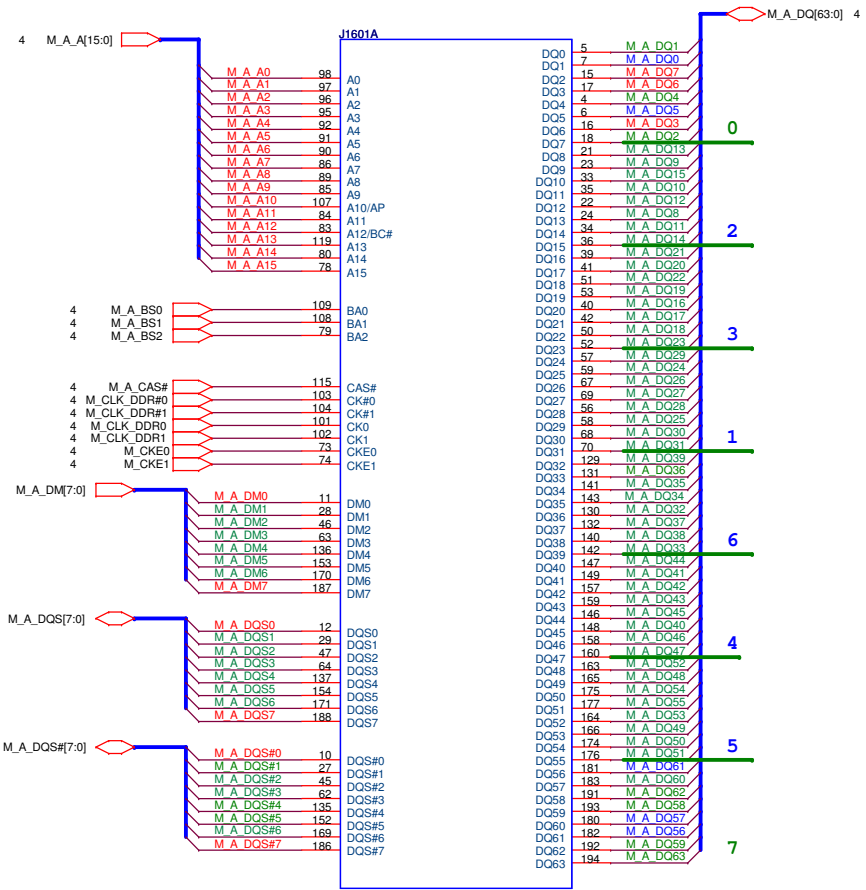 4 M_A_A[15:0]
J1601A
M_A_DQ[63:0] 4
M_A_A0 98 A0
M_A_A1 97 A1
M_A_A2 96 A2
M_A_A3 95 A3
M_A_A4 92 A4
M_A_A5 91 A5
M_A_A6 90 A6
M_A_A7 86 A7
M_A_A8 89 A8
M_A_A9 85 A9
M_A_A10 107 A10/AP
M_A_A11 84 A11
M_A_A12 83 A12/BC#
M_A_A13 119 A13
M_A_A14 80 A14
M_A_A15 78 A15
4 M_A_BS0 109 BA0
4 M_A_BS1 108 BA1
4 M_A_BS2 79 BA2
4 M_A_CAS# 115 CAS#
4 M_CLK_DDR#0 103 CK#0
4 M_CLK_DDR#1 104 CK#1
4 M_CLK_DDR0 101 CK0
4 M_CLK_DDR1 102 CK1
4 M_CKE0 73 CKE0
4 M_CKE1 74 CKE1
M_A_DM[7:0]
M_A_DM0 11 DM0
M_A_DM1 28 DM1
M_A_DM2 46 DM2
M_A_DM3 63 DM3
M_A_DM4 136 DM4
M_A_DM5 153 DM5
M_A_DM6 170 DM6
M_A_DM7 187 DM7
M_A_DQS[7:0]
M_A_DQS0 12 DQS0
M_A_DQS1 29 DQS1
M_A_DQS2 47 DQS2
M_A_DQS3 64 DQS3
M_A_DQS4 137 DQS4
M_A_DQS5 154 DQS5
M_A_DQS6 171 DQS6
M_A_DQS7 188 DQS7
M_A_DQS#[7:0]
M_A_DQS#0 10 DQS#0
M_A_DQS#1 27 DQS#1
M_A_DQS#2 45 DQS#2
M_A_DQS#3 62 DQS#3
M_A_DQS#4 135 DQS#4
M_A_DQS#5 152 DQS#5
M_A_DQS#6 169 DQS#6
M_A_DQS#7 186 DQS#7
DQ0 5 M_A_DQ1
DQ1 7 M_A_DQ0
DQ2 15 M_A_DQ7
DQ3 17 M_A_DQ6
DQ4 4 M_A_DQ4
DQ5 6 M_A_DQ5
DQ6 16 M_A_DQ3
0
DQ7 18 M_A_DQ2
DQ8 21 M_A_DQ13
DQ9 23 M_A_DQ9
DQ10 33 M_A_DQ15
DQ11 35 M_A_DQ10
DQ12 22 M_A_DQ12
DQ13 24 M_A_DQ8
DQ14 34 M_A_DQ11
2
DQ15 36 M_A_DQ14
DQ16 39 M_A_DQ21
DQ17 41 M_A_DQ20
DQ18 51 M_A_DQ22
DQ19 53 M_A_DQ19
DQ20 40 M_A_DQ16
DQ21 42 M_A_DQ17
DQ22 50 M_A_DQ18
3
DQ23 52 M_A_DQ23
DQ24 57 M_A_DQ29
DQ25 59 M_A_DQ24
DQ26 67 M_A_DQ26
DQ27 69 M_A_DQ27
DQ28 56 M_A_DQ28
DQ29 58 M_A_DQ25
DQ30 68 M_A_DQ30
1
DQ31 70 M_A_DQ31
DQ32 129 M_A_DQ39
DQ33 131 M_A_DQ36
DQ34 141 M_A_DQ35
DQ35 143 M_A_DQ34
DQ36 130 M_A_DQ32
DQ37 132 M_A_DQ37
DQ38 140 M_A_DQ38
6
DQ39 142 M_A_DQ33
DQ40 147 M_A_DQ44
DQ41 149 M_A_DQ41
DQ42 157 M_A_DQ42
DQ43 159 M_A_DQ43
DQ44 146 M_A_DQ45
DQ45 148 M_A_DQ40
DQ46 158 M_A_DQ46
4
DQ47 160 M_A_DQ47
DQ48 163 M_A_DQ52
DQ49 165 M_A_DQ48
DQ50 175 M_A_DQ54
DQ51 177 M_A_DQ55
DQ52 164 M_A_DQ53
DQ53 166 M_A_DQ49
DQ54 174 M_A_DQ50
5
DQ55 176 M_A_DQ51
DQ56 181 M_A_DQ61
DQ57 183 M_A_DQ60
DQ58 191 M_A_DQ62
DQ59 193 M_A_DQ58
DQ60 180 M_A_DQ57
DQ61 182 M_A_DQ56
DQ62 192 M_A_DQ59
7
DQ63 194 M_A_DQ63